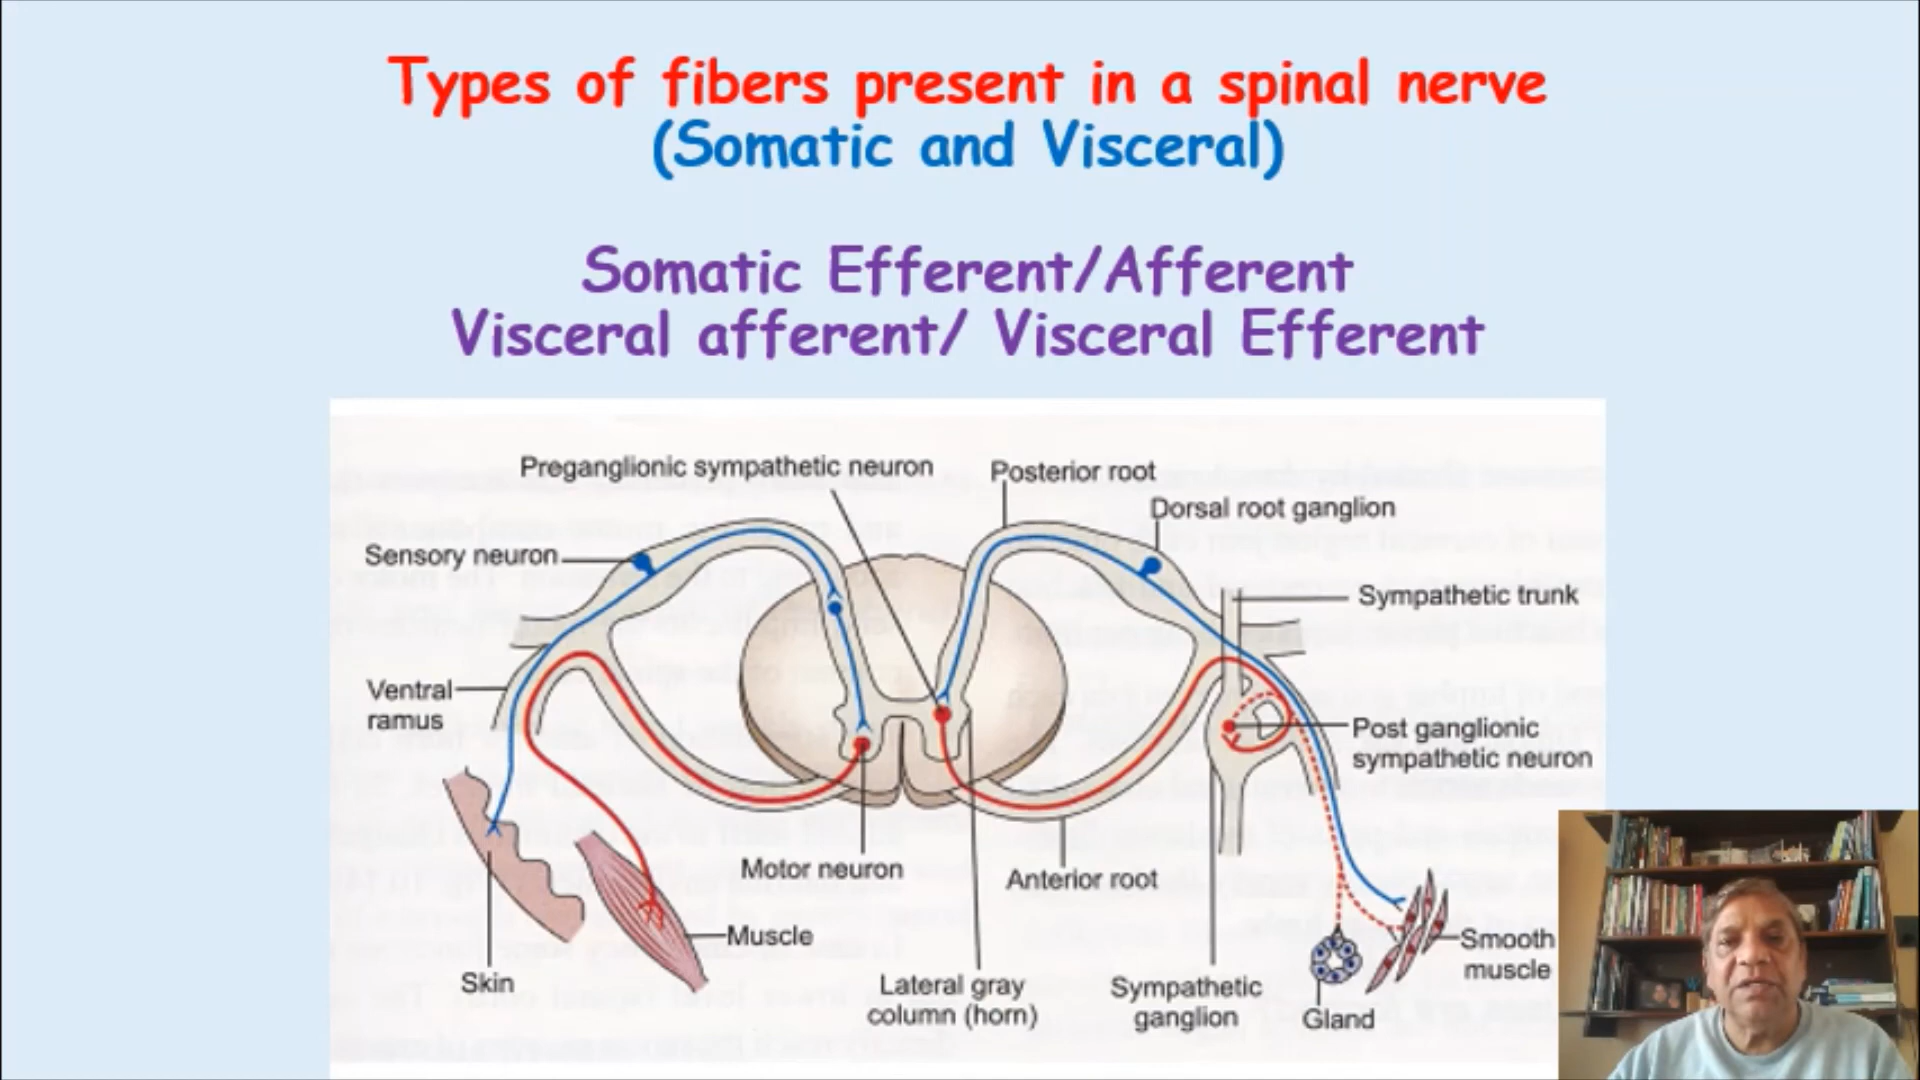 Types of fibers present in a spinal nerve
(Somatic and Visceral)
Somatic Efferent/Afferent
Visceral afferent/ Visceral Efferent
Preganglionic sympathetic neuron
Posterior root
Dorsal root ganglion
Sensory neuron
Sympathetic trunk
Ventral
ramus
Post ganglionic
sympathetic neuron
Motor neuron
Anterior root
Muscle
Smooth
muscle
Skin
Lateral gray
column (horn)
Sympathetic
ganglion
Gland